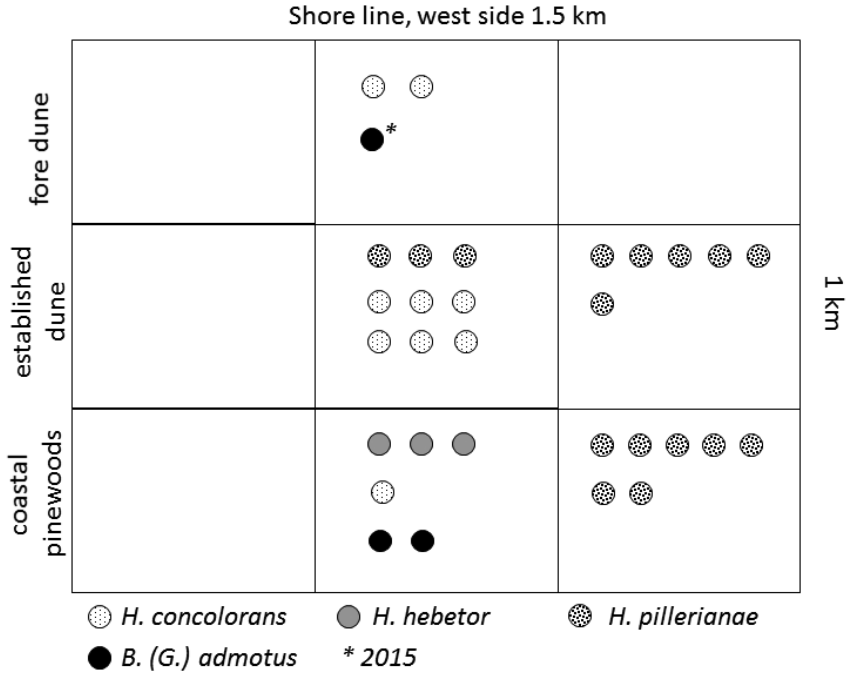 Shore line, west side 1.5 km
fore dune
*
established
dune
1 km
coastal
pinewoods
H. concolorans
H. hebetor
H. pillerianae
B. (G.) admotus
* 2015